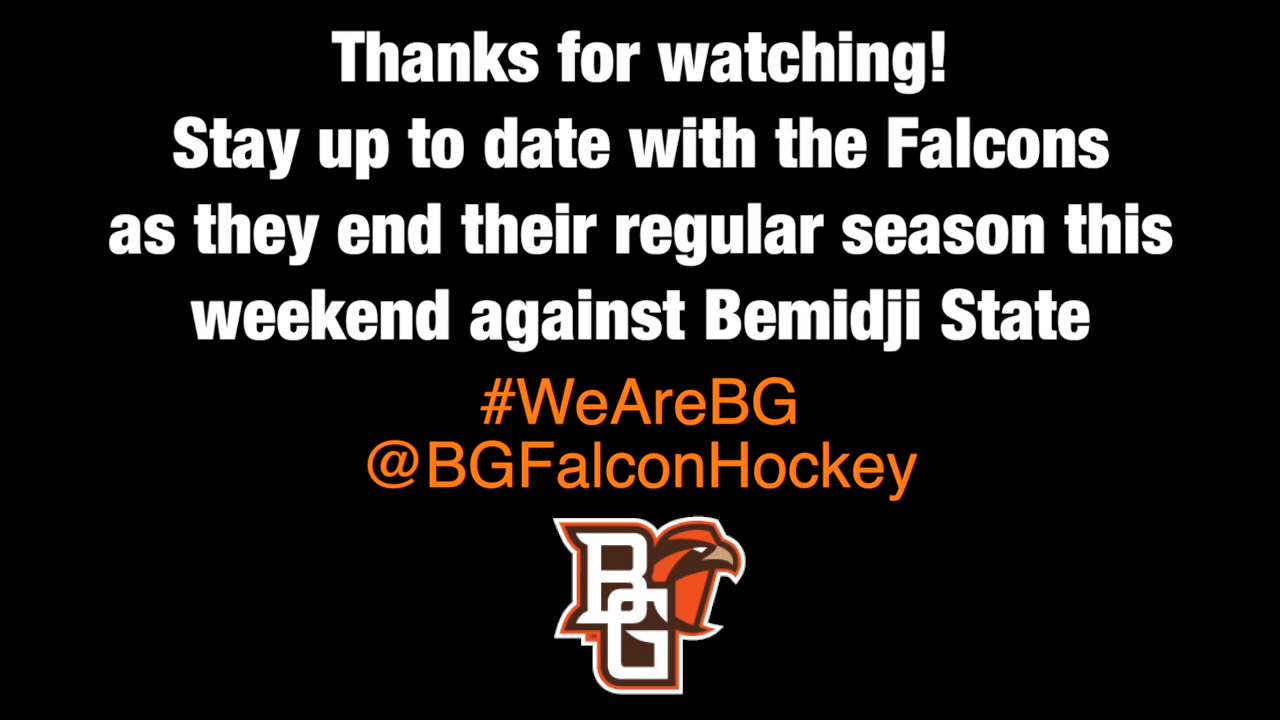 Thanks for watching!
Stay up to date with the Falcons
as they end their regular season this
weekend against Bemidji State
#WeAreBG
@BGFalconHockey
BG